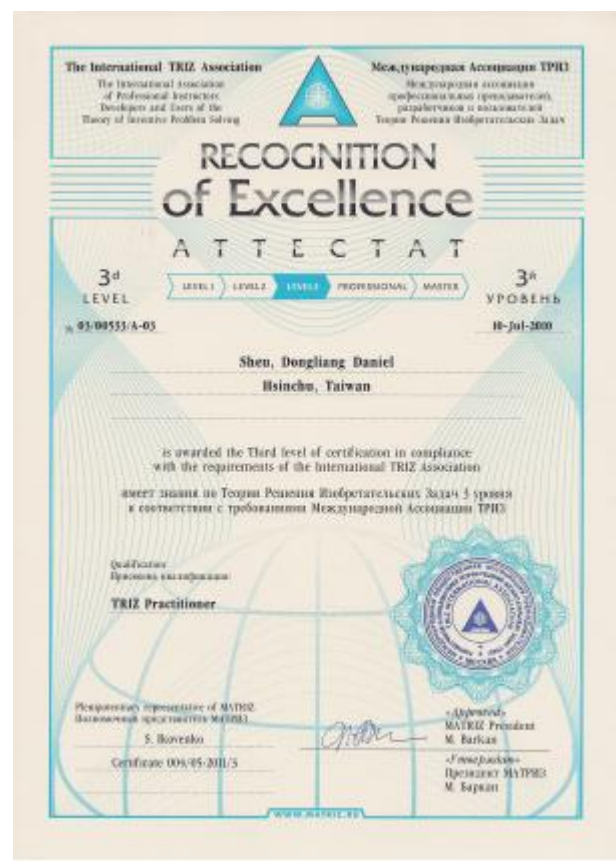 The International TRIZ Association
The International Association
of Professional Instructors,
Developers and Users of the
Theory of Inventive Problem Solving
Международная Ассоциация ТРИЗ
Международная ассоциация
профессиональных преподавателей,
разработчиков и пользователей
Теории Решения Изобретательских Задач
RECOGNITION
of Excellence
АТТЕСТАТ
3d
LEVEL
LEVEL 1
LEVEL 2
LEVEL 3
PROFESSIONAL
MASTER
3й
УРОВЕНЬ
№ 03/00533/A-03
10-Jul-2010
Sheu, Dongliang Daniel
Hsinchu, Taiwan
is awarded the Third level of certification in compliance
with the requirements of the International TRIZ Association
имеет знания по Теории Решения Изобретательских Задач 3 уровня
в соответствии с требованиями Международной Ассоциации ТРИЗ
Qualification
Присвоена квалификация:
TRIZ Practitioner
Plenipotentiary representative of MATRIZ
Полномочный представитель МАТРИЗ
S. Ikovenko
Certificate 006/05-2011/3
«Approved»
MATRIZ President
M. Barkan
«Утверждаю»
Президент МАТРИЗ
М. Баркан
WWW.MATRIZ.RU